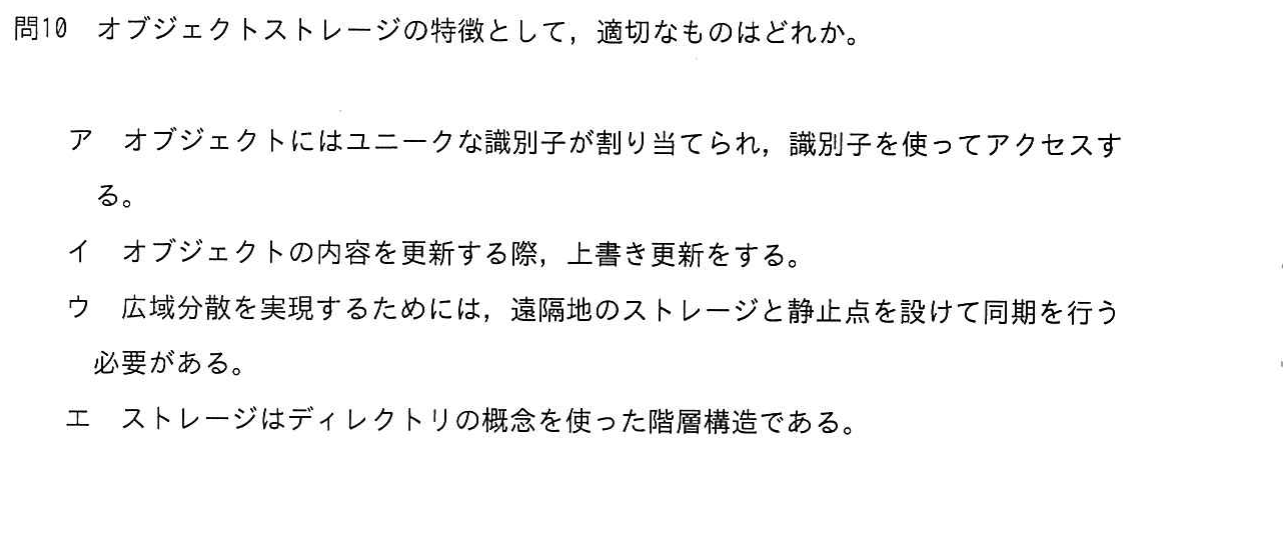 問10　オブジェクトストレージの特徴として，適切なものはどれか。
ア　オブジェクトにはユニークな識別子が割り当てられ，識別子を使ってアクセスす
る。
イ　オブジェクトの内容を更新する際，上書き更新をする。
ウ　広域分散を実現するためには，遠隔地のストレージと静止点を設けて同期を行う
必要がある。
エ　ストレージはディレクトリの概念を使った階層構造である。